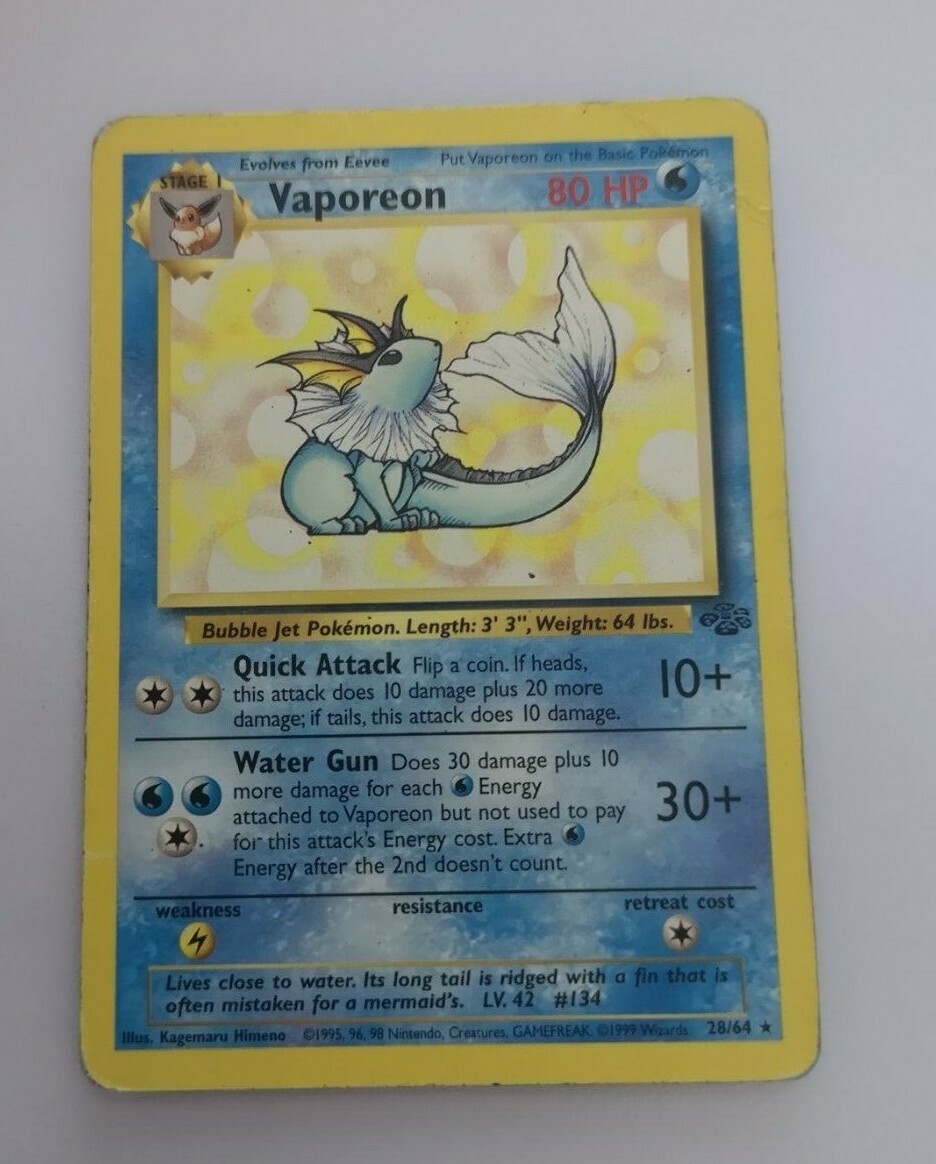 Evolves from Eevee Put Vaporeon on the Basic Pokémon
STAGE 1
Vaporeon 80 HP
Bubble Jet Pokémon. Length: 3' 3", Weight: 64 lbs.
Quick Attack Flip a coin. If heads,
this attack does 10 damage plus 20 more
damage; if tails, this attack does 10 damage.
10+
Water Gun Does 30 damage plus 10
more damage for each Energy
attached to Vaporeon but not used to pay
for this attack's Energy cost. Extra
Energy after the 2nd doesn't count.
30+
weakness resistance retreat cost
Lives close to water. Its long tail is ridged with a fin that is
often mistaken for a mermaid's. LV. 42 #134
Illus. Kagemaru Himeno ©1995, 96, 98 Nintendo, Creatures, GAMEFREAK. ©1999 Wizards. 28/64 ★